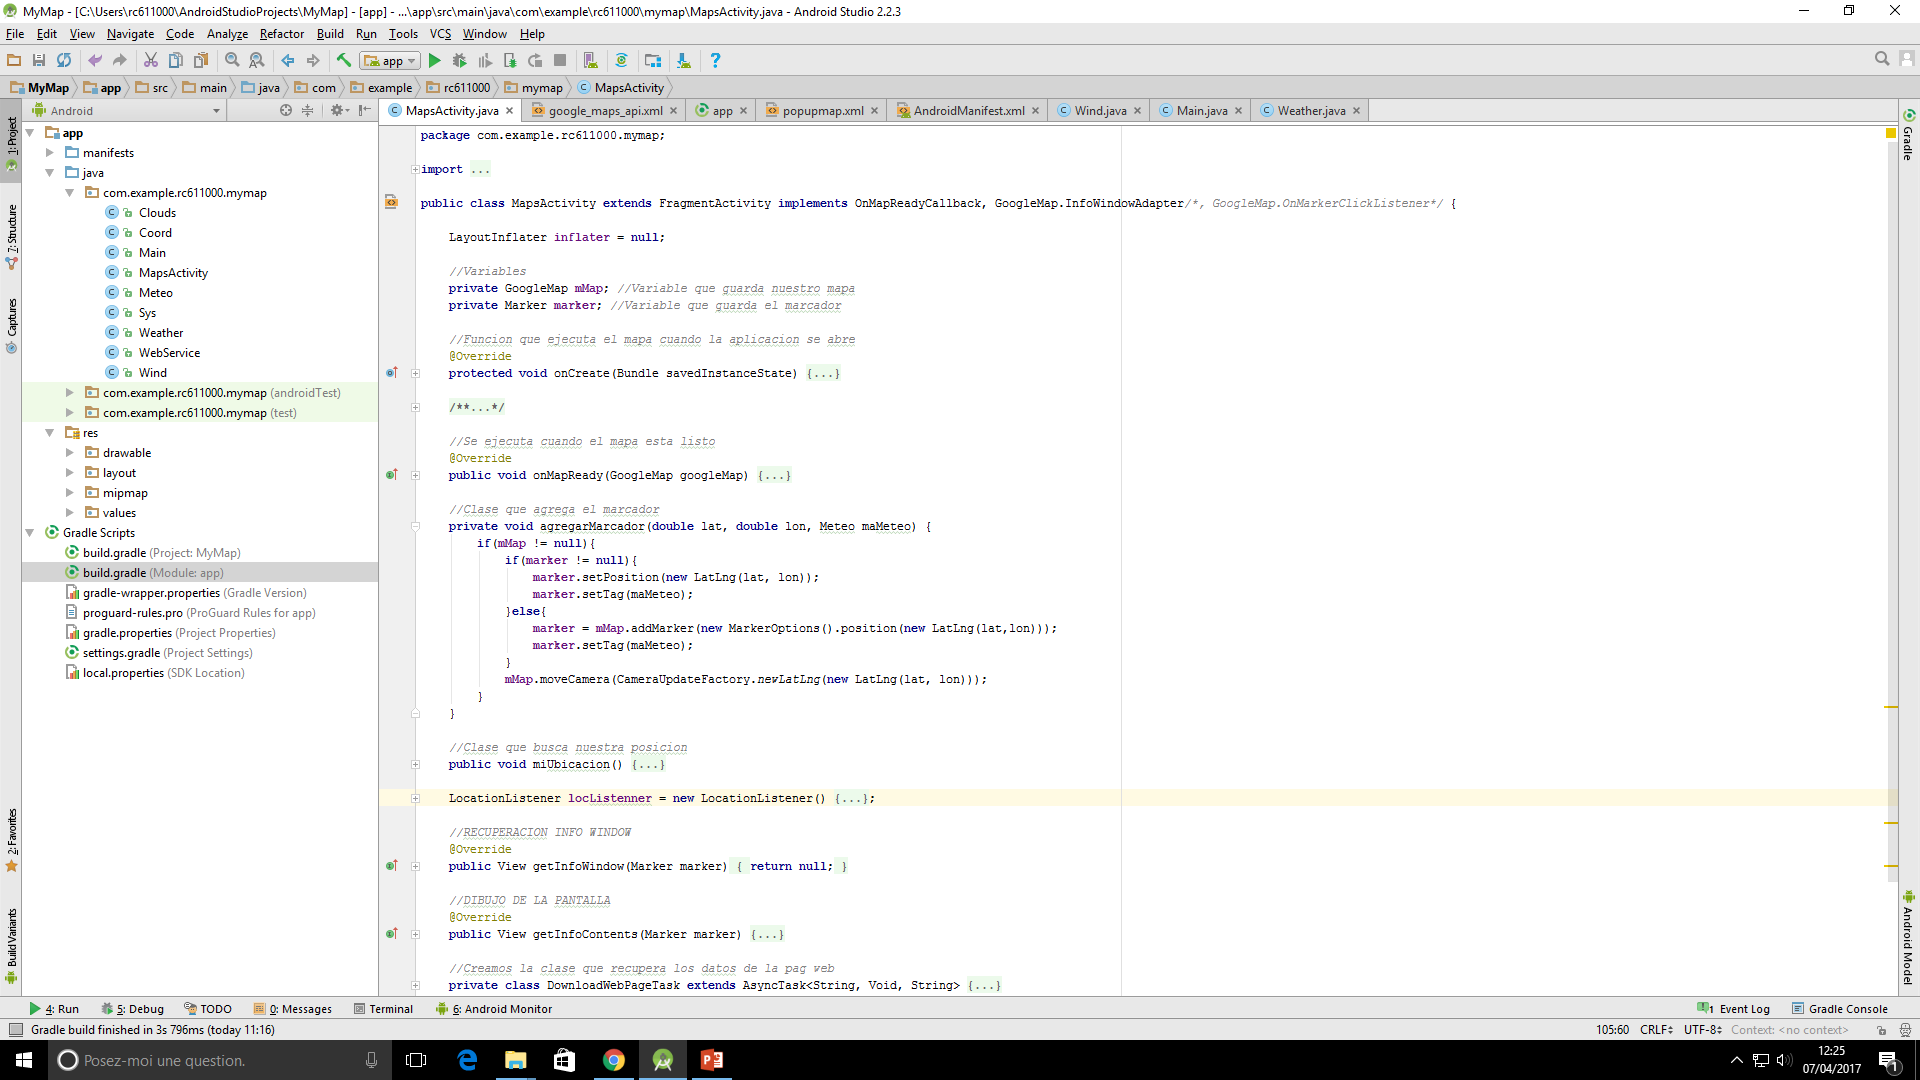 MyMap - [C:\Users\rc611000\AndroidStudioProjects\MyMap] - [app] - ...\app\src\main\java\com\example\rc611000\mymap\MapsActivity.java - Android Studio 2.2.3
File Edit View Navigate Code Analyze Refactor Build Run Tools VCS Window Help
app
MyMap app src main java com example rc611000 mymap MapsActivity
Android
MapsActivity.java google_maps_api.xml app popupmap.xml AndroidManifest.xml Wind.java Main.java Weather.java
1: Project
7: Structure
Captures
2: Favorites
Build Variants
app
manifests
java
com.example.rc611000.mymap
Clouds
Coord
Main
MapsActivity
Meteo
Sys
Weather
WebService
Wind
com.example.rc611000.mymap (androidTest)
com.example.rc611000.mymap (test)
res
drawable
layout
mipmap
values
Gradle Scripts
build.gradle (Project: MyMap)
build.gradle (Module: app)
gradle-wrapper.properties (Gradle Version)
proguard-rules.pro (ProGuard Rules for app)
gradle.properties (Project Properties)
settings.gradle (Project Settings)
local.properties (SDK Location)
package com.example.rc611000.mymap;
import ...
public class MapsActivity extends FragmentActivity implements OnMapReadyCallback, GoogleMap.InfoWindowAdapter/*, GoogleMap.OnMarkerClickListener*/ {
LayoutInflater inflater = null;
//Variables
private GoogleMap mMap; //Variable que guarda nuestro mapa
private Marker marker; //Variable que guarda el marcador
//Funcion que ejecuta el mapa cuando la aplicacion se abre
@Override
protected void onCreate(Bundle savedInstanceState) {...}
/**...*/
//Se ejecuta cuando el mapa esta listo
@Override
public void onMapReady(GoogleMap googleMap) {...}
//Clase que agrega el marcador
private void agregarMarcador(double lat, double lon, Meteo maMeteo) {
if(mMap != null){
if(marker != null){
marker.setPosition(new LatLng(lat, lon));
marker.setTag(maMeteo);
}else{
marker = mMap.addMarker(new MarkerOptions().position(new LatLng(lat,lon)));
marker.setTag(maMeteo);
}
mMap.moveCamera(CameraUpdateFactory.newLatLng(new LatLng(lat, lon)));
}
}
//Clase que busca nuestra posicion
public void miUbicacion() {...}
LocationListener locListenner = new LocationListener() {...};
//RECUPERACION INFO WINDOW
@Override
public View getInfoWindow(Marker marker) { return null; }
//DIBUJO DE LA PANTALLA
@Override
public View getInfoContents(Marker marker) {...}
//Creamos la clase que recupera los datos de la pag web
private class DownloadWebPageTask extends AsyncTask<String, Void, String> {...}
Gradle
Android Model
4: Run 5: Debug TODO 0: Messages Terminal 6: Android Monitor 1 Event Log Gradle Console
Gradle build finished in 3s 796ms (today 11:16) 105:60 CRLF UTF-8 Context: <no context>
Posez-moi une question. 12:25
07/04/2017 1